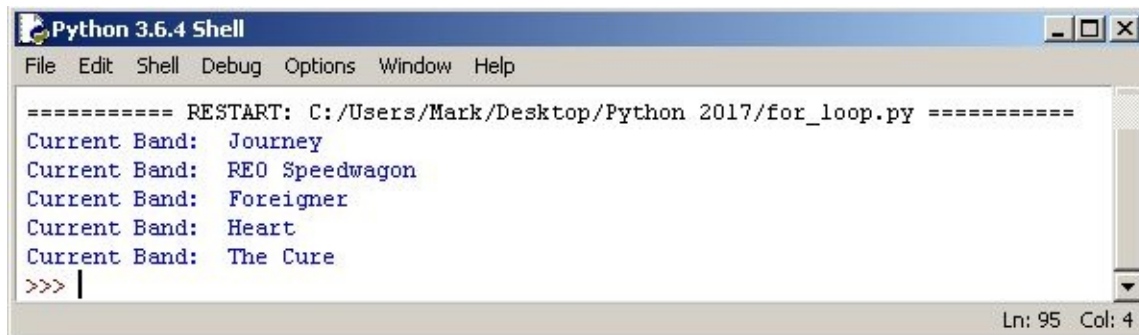 Python 3.6.4 Shell
File Edit Shell Debug Options Window Help
=========== RESTART: C:/Users/Mark/Desktop/Python 2017/for_loop.py ===========
Current Band:  Journey
Current Band:  REO Speedwagon
Current Band:  Foreigner
Current Band:  Heart
Current Band:  The Cure
>>>
Ln: 95 Col: 4